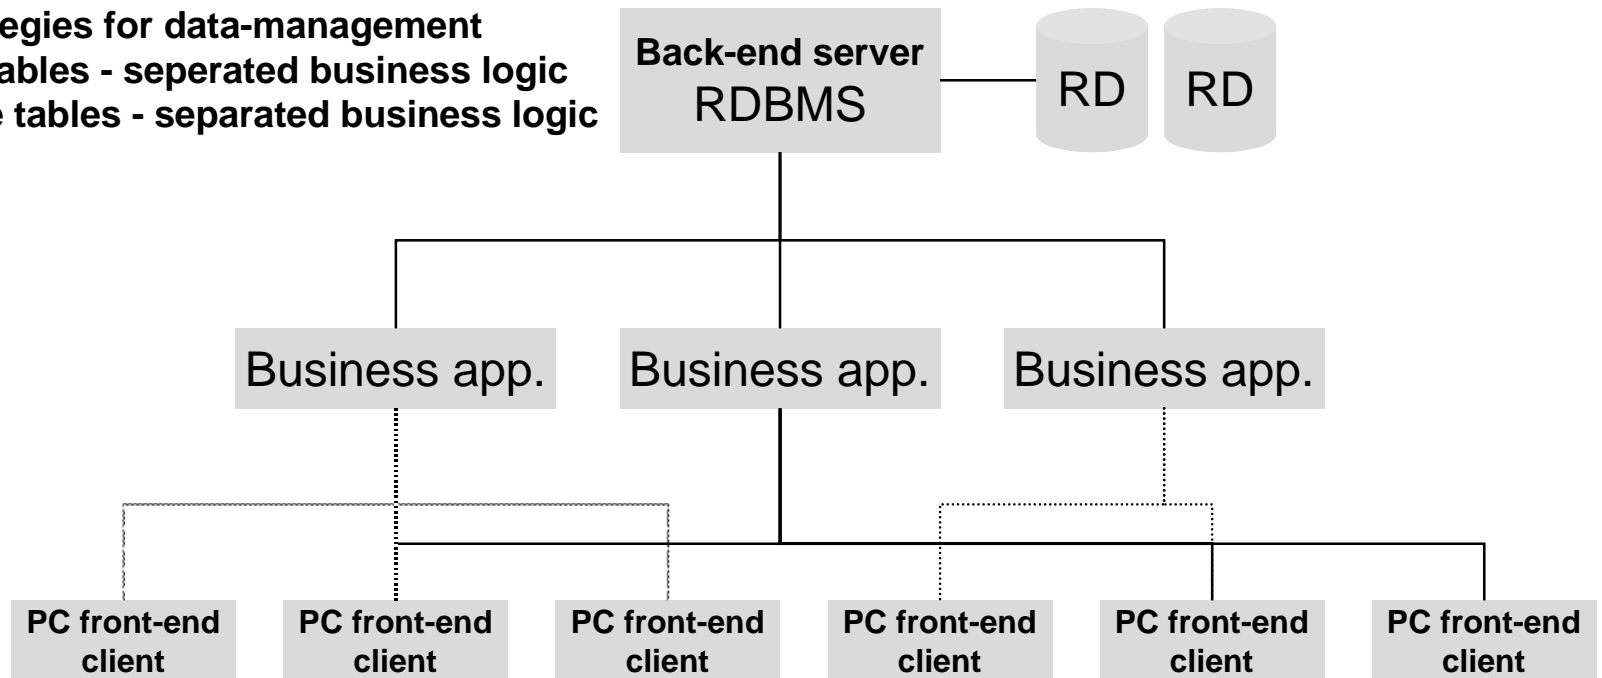 egies for data-management
ables - seperated business logic
tables - separated business logic
Back-end server
RDBMS
RD RD
Business app. Business app. Business app.
PC front-end PC front-end PC front-end PC front-end PC front-end PC front-end
client client client client client client